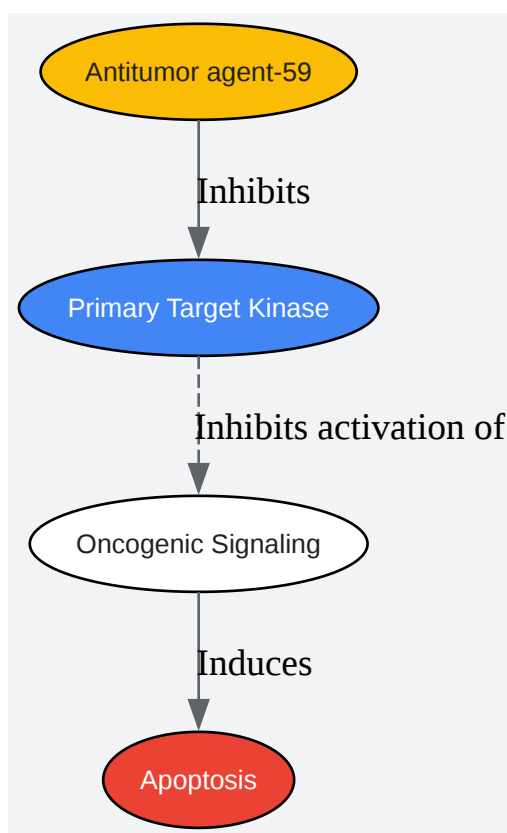 Antitumor agent-59
Inhibits
Primary Target Kinase
Inhibits activation of
Oncogenic Signaling
Induces
Apoptosis